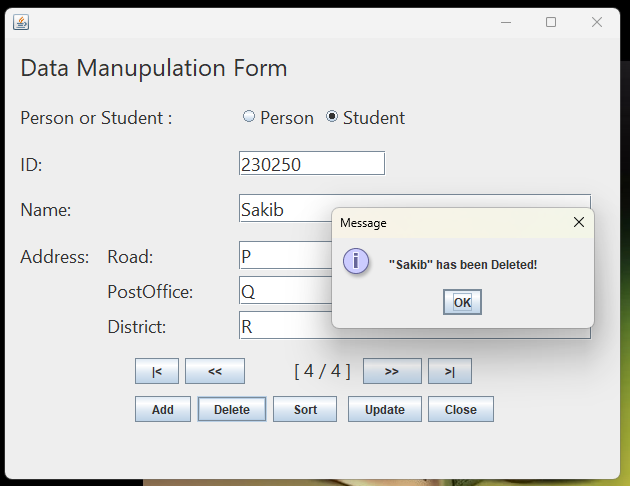 Data Manupulation Form
Person or Student : Person Student
ID: 230250
Name: Sakib
Message
"Sakib" has been Deleted!
OK
Address: Road: P
PostOffice: Q
District: R
|< << [ 4 / 4 ] >> >|
Add Delete Sort Update Close